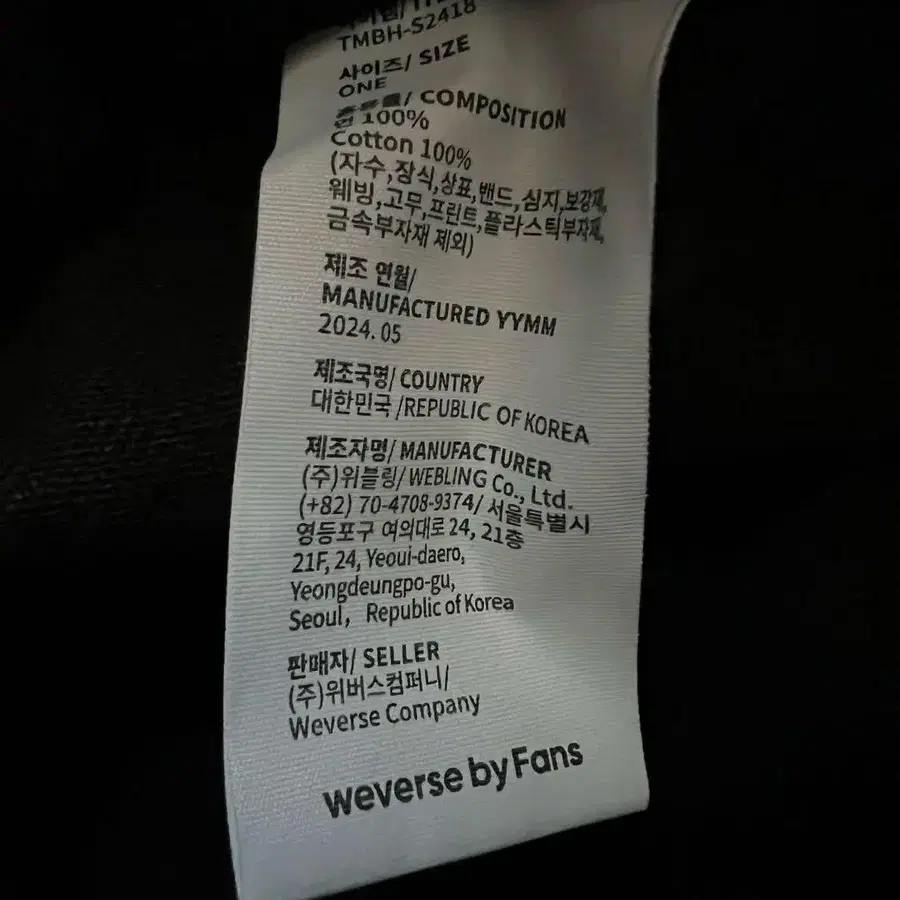 TMBH-S2418
사이즈/ SIZE
ONE
혼용률/ COMPOSITION
면 100%
Cotton 100%
(자수,장식,상표,밴드,심지,보강재,
웨빙,고무,프린트,플라스틱부자재,
금속부자재 제외)
제조 연월/
MANUFACTURED YYMM
2024.05
제조국명/ COUNTRY
대한민국/REPUBLIC OF KOREA
제조자명/ MANUFACTURER
(주)위블링/ WEBLING Co., Ltd.
(+82) 70-4708-9374/ 서울특별시
영등포구 여의대로 24, 21층
21F, 24, Yeoui-daero,
Yeongdeungpo-gu,
Seoul, Republic of Korea
판매자/ SELLER
(주)위버스컴퍼니/
Weverse Company
weverse by Fans